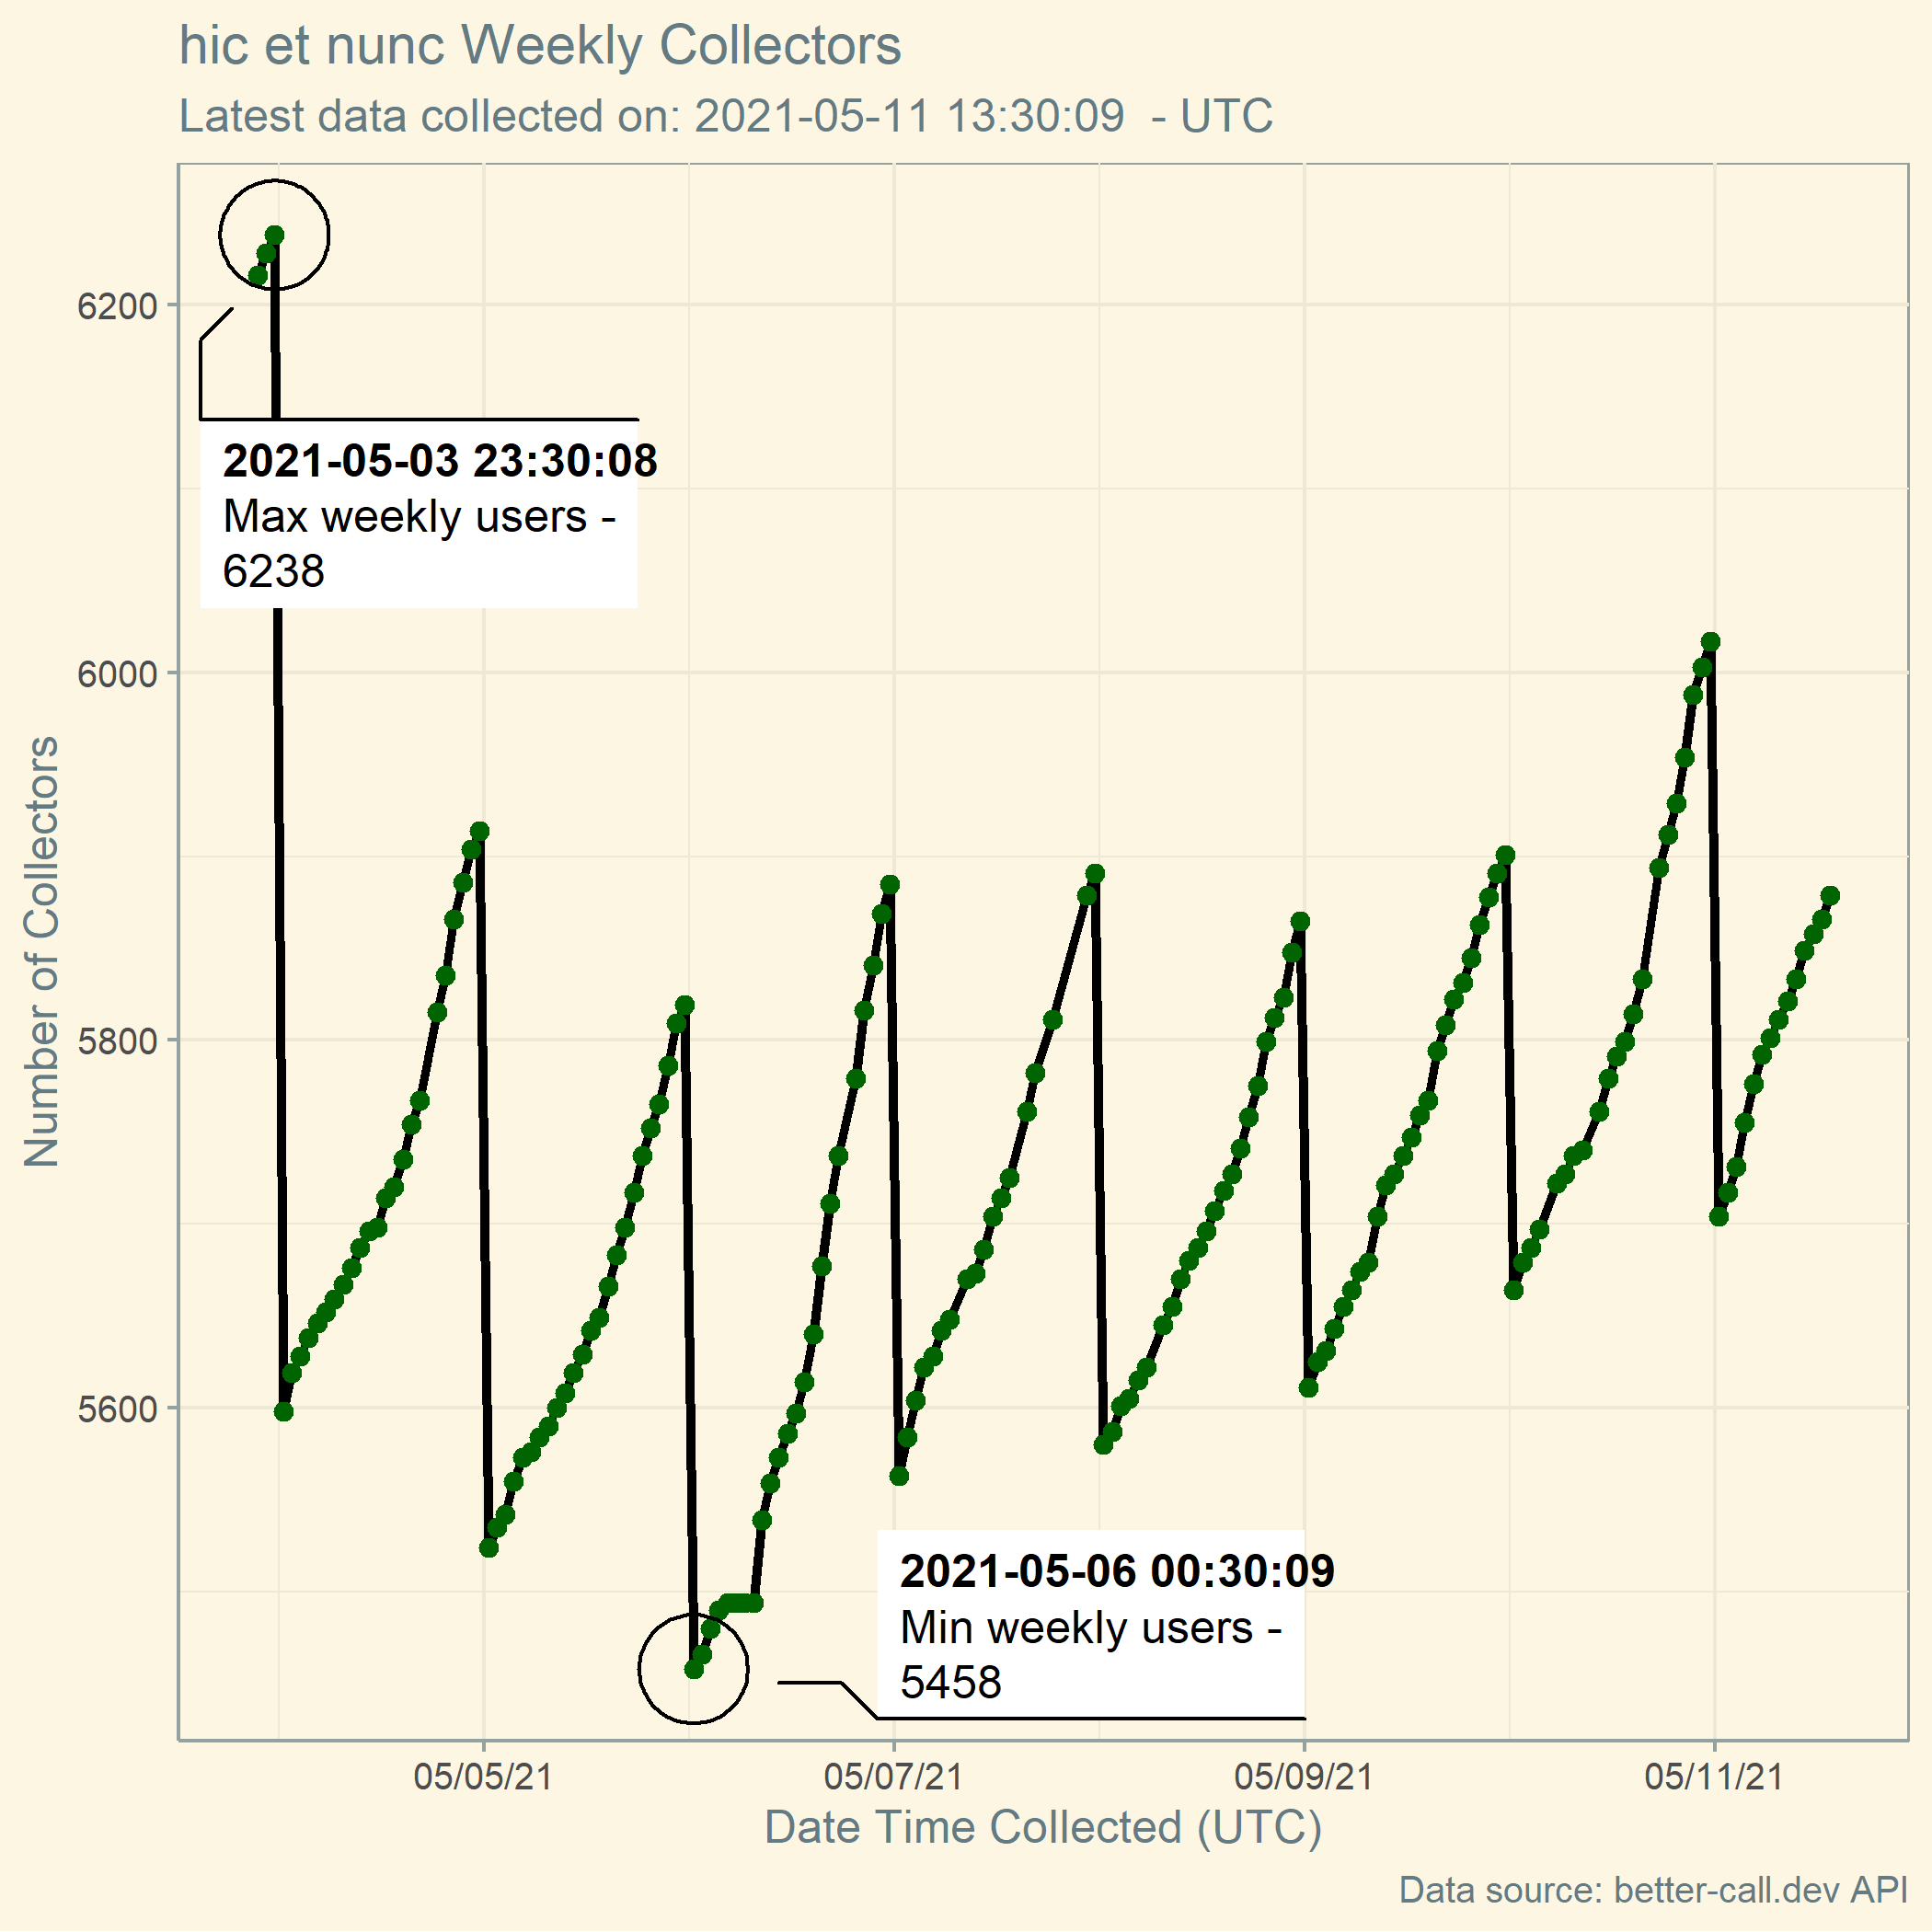 hic et nunc Weekly Collectors
Latest data collected on: 2021-05-11 13:30:09  - UTC
6200
6000
5800
5600
Number of Collectors
2021-05-03 23:30:08
Max weekly users -
6238
2021-05-06 00:30:09
Min weekly users -
5458
05/05/21
05/07/21
05/09/21
05/11/21
Date Time Collected (UTC)
Data source: better-call.dev API